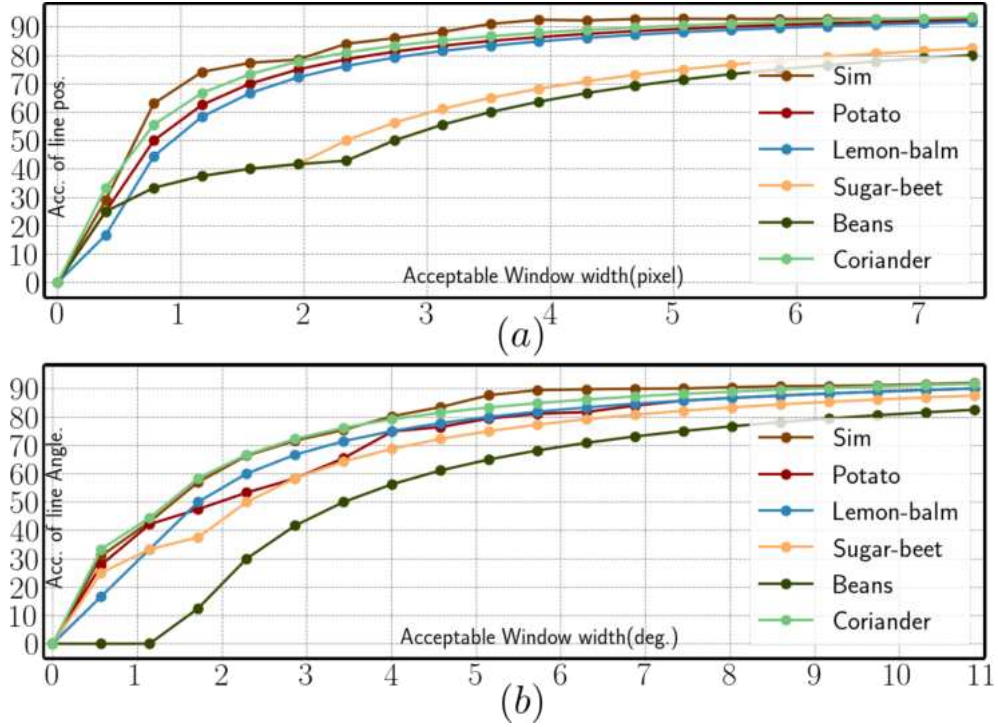 90
80
70
60
50
40
30
20
10
0
Acc. of line pos.
Sim
Potato
Lemon-balm
Sugar-beet
Beans
Coriander
Acceptable Window width(pixel)
0 1 2 3 4 5 6 7
(a)
90
80
70
60
50
40
30
20
10
0
Acc. of line Angle.
Sim
Potato
Lemon-balm
Sugar-beet
Beans
Coriander
Acceptable Window width(deg.)
0 1 2 3 4 5 6 7 8 9 10 11
(b)